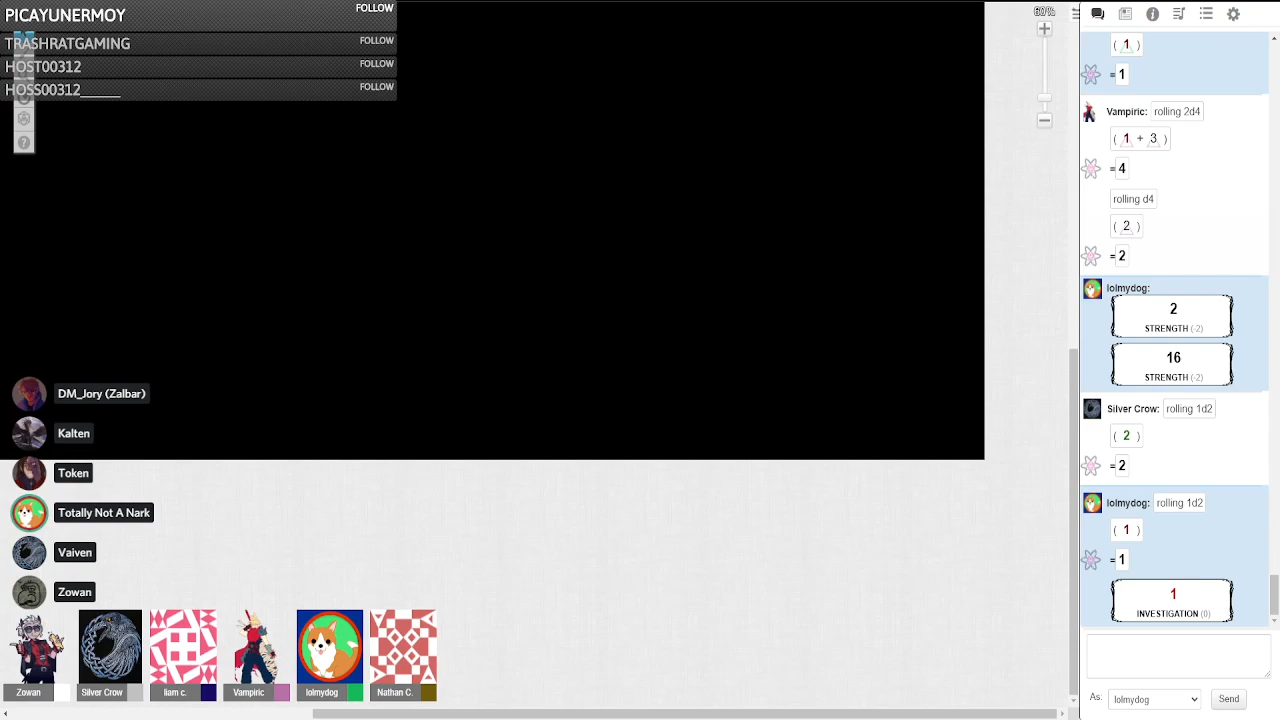 PICAYUNERMOY FOLLOW
TRASHRATGAMING FOLLOW
HOST00312 FOLLOW
HOSS00312______ FOLLOW
60%
( 1 )
= 1
Vampiric: rolling 2d4
( 1 + 3 )
= 4
rolling d4
( 2 )
= 2
lolmydog:
2
STRENGTH (-2)
16
STRENGTH (-2)
Silver Crow: rolling 1d2
( 2 )
= 2
lolmydog: rolling 1d2
( 1 )
= 1
1
INVESTIGATION (0)
As: lolmydog Send
DM_Jory (Zalbar)
Kalten
Token
Totally Not A Nark
Vaiven
Zowan
Zowan Silver Crow liam c. Vampiric lolmydog Nathan C.